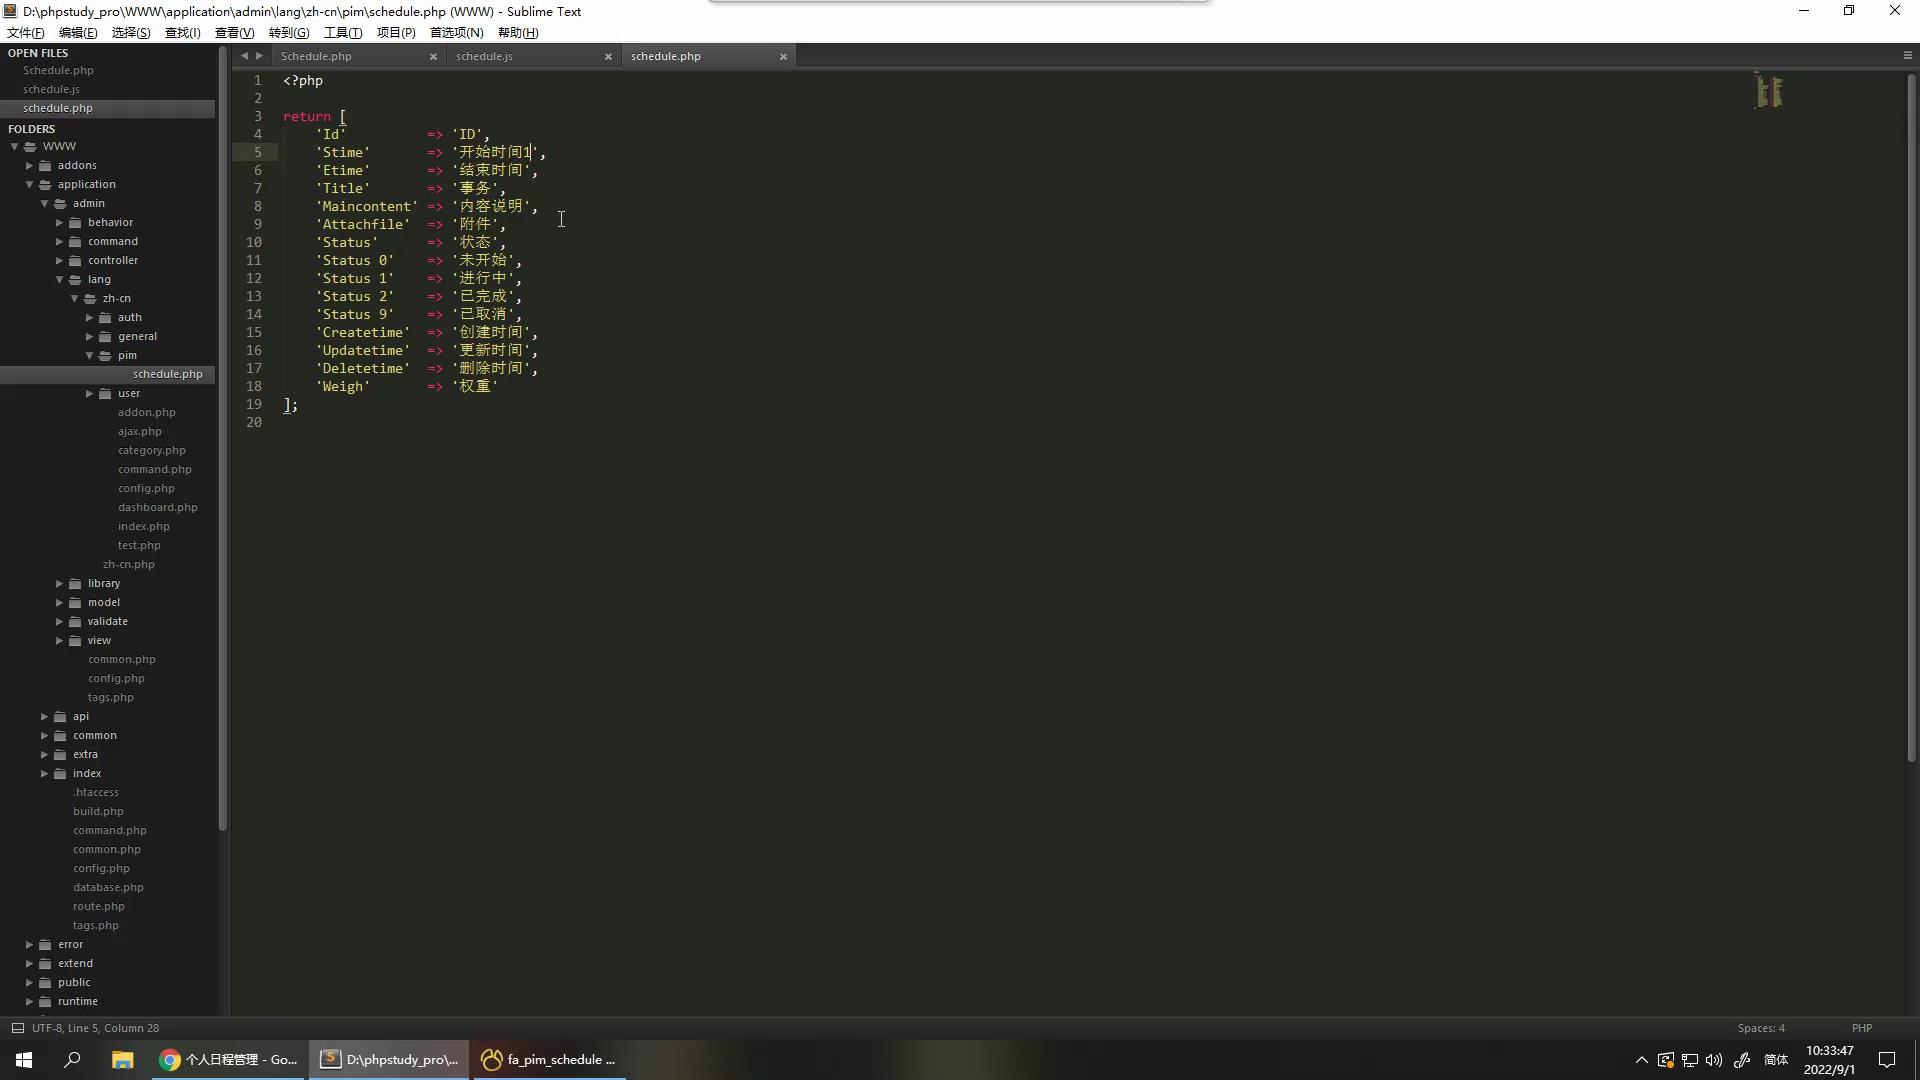 D:\phpstudy_pro\WWW\application\admin\lang\zh-cn\pim\schedule.php (WWW) - Sublime Text
文件(F) 编辑(E) 选择(S) 查找(I) 查看(V) 转到(G) 工具(T) 项目(P) 首选项(N) 帮助(H)
OPEN FILES
Schedule.php
schedule.js
schedule.php
FOLDERS
WWW
addons
application
admin
behavior
command
controller
lang
zh-cn
auth
general
pim
schedule.php
user
addon.php
ajax.php
category.php
command.php
config.php
dashboard.php
index.php
test.php
zh-cn.php
library
model
validate
view
common.php
config.php
tags.php
api
common
extra
index
.htaccess
build.php
command.php
common.php
config.php
database.php
route.php
tags.php
error
extend
public
runtime
Schedule.php schedule.js schedule.php
1 <?php
2
3 return [
4 'Id' => 'ID',
5 'Stime' => '开始时间1',
6 'Etime' => '结束时间',
7 'Title' => '事务',
8 'Maincontent' => '内容说明',
9 'Attachfile' => '附件',
10 'Status' => '状态',
11 'Status 0' => '未开始',
12 'Status 1' => '进行中',
13 'Status 2' => '已完成',
14 'Status 9' => '已取消',
15 'Createtime' => '创建时间',
16 'Updatetime' => '更新时间',
17 'Deletetime' => '删除时间',
18 'Weigh' => '权重'
19 ];
20
UTF-8, Line 5, Column 28 Spaces: 4 PHP
个人日程管理 - Go... D:\phpstudy_pro\... fa_pim_schedule ... 简体 10:33:47
2022/9/1